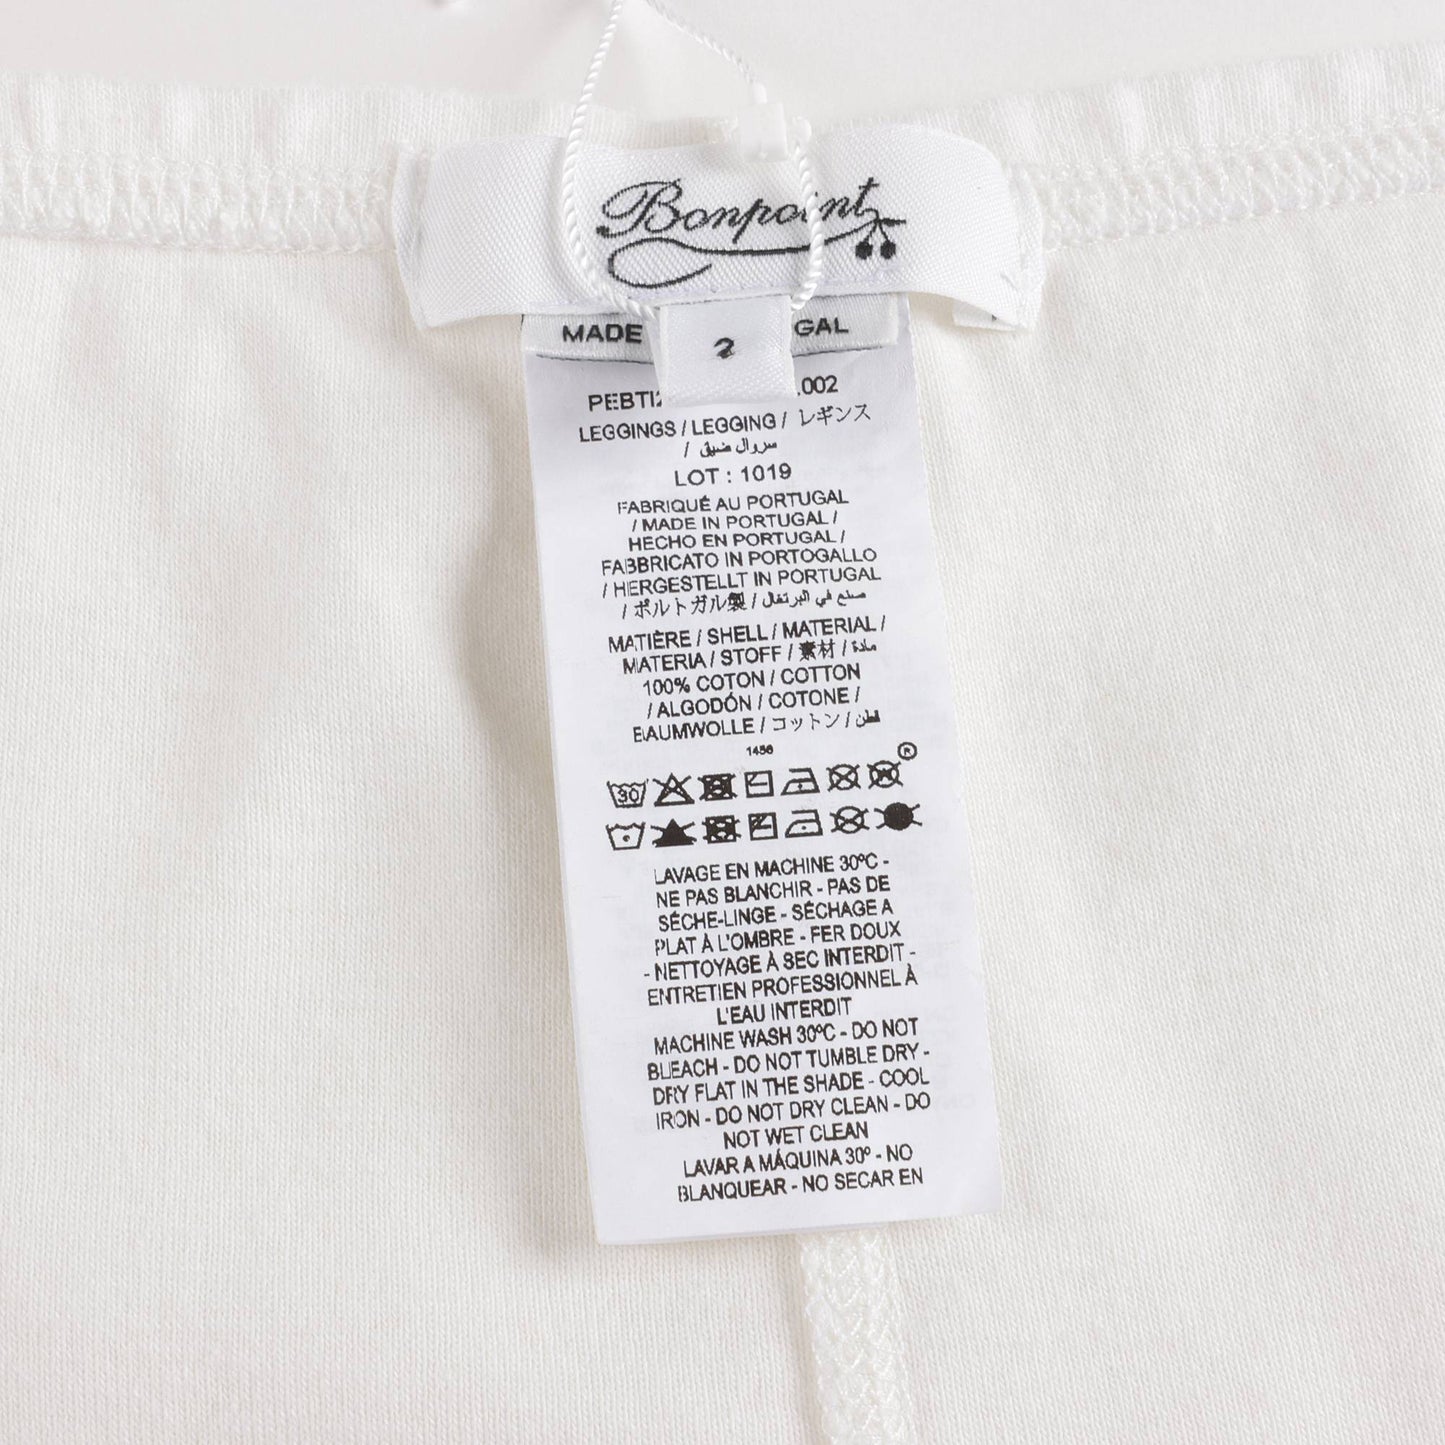 Bonpoint
MADE GAL
2
PEBTI .002
LEGGINGS / LEGGING / レギンス
/ سروال ضيق
LOT : 1019
FABRIQUÉ AU PORTUGAL
/ MADE IN PORTUGAL /
HECHO EN PORTUGAL /
FABBRICATO IN PORTOGALLO
/ HERGESTELLT IN PORTUGAL
/ ポルトガル製 / صنع في البرتغال
MATIÈRE / SHELL / MATERIAL /
MATERIA / STOFF / 素材 / مادة
100% COTON / COTTON
/ ALGODÓN / COTONE /
BAUMWOLLE / コットン / قطن
1456
30
LAVAGE EN MACHINE 30ºC -
NE PAS BLANCHIR - PAS DE
SÉCHE-LINGE - SÉCHAGE A
PLAT À L'OMBRE - FER DOUX
- NETTOYAGE À SEC INTERDIT -
ENTRETIEN PROFESSIONNEL À
L'EAU INTERDIT
MACHINE WASH 30ºC - DO NOT
BLEACH - DO NOT TUMBLE DRY -
DRY FLAT IN THE SHADE - COOL
IRON - DO NOT DRY CLEAN - DO
NOT WET CLEAN
LAVAR A MÁQUINA 30º - NO
BLANQUEAR - NO SECAR EN